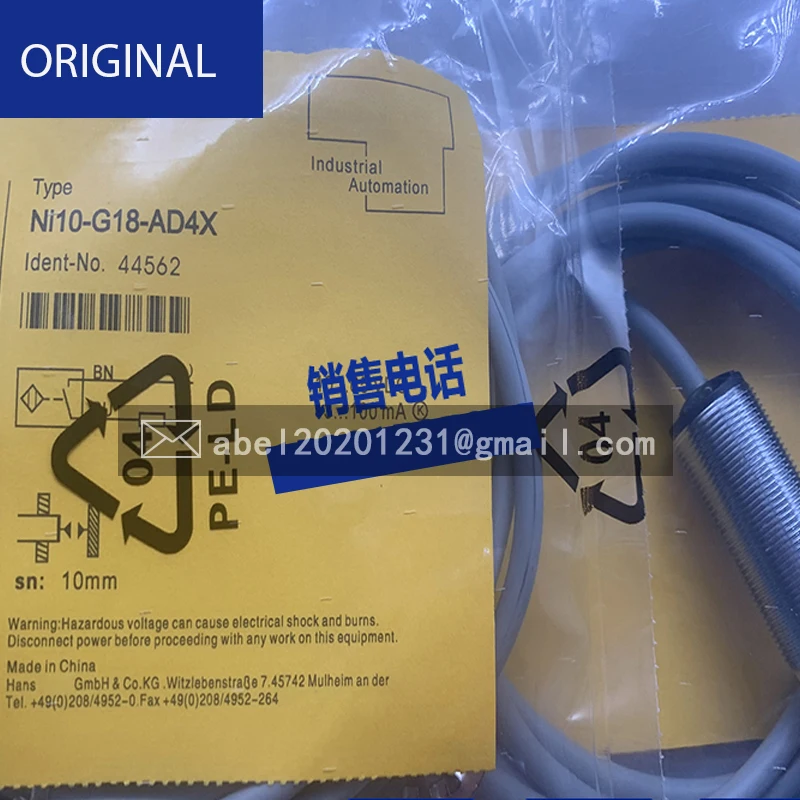 ORIGINAL
Industrial
Automation
Type
Ni10-G18-AD4X
Ident-No. 44562
BN
销售电话
...100mA K
04
04
abel20201231@gmail.com
PE-LD
sn: 10mm
Warning:Hazardous voltage can cause electrical shock and burns.
Disconnect power before proceeding with any work on this equipment.
Made in China
Hans GmbH & Co.KG .Witzlebenstraße 7.45742 Mulheim an der
Tel. +49(0)208/4952-0.Fax +49(0)208/4952-264